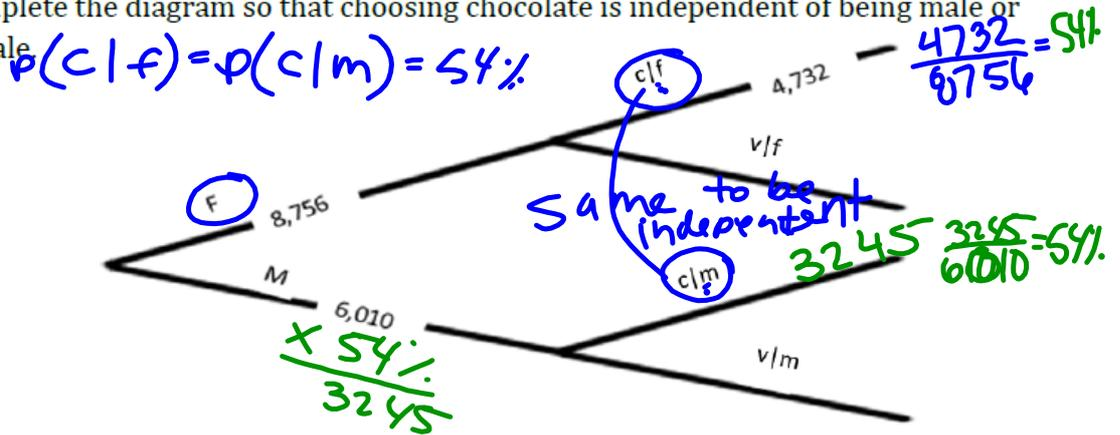 plete the diagram so that choosing chocolate is independent of being male or
ale.
p(c|f)=p(c|m)=54%
c|f
4,732
4732/8756=54%
v|f
F
8,756
same to be
independent
3245
3245/6010=54%
c|m
M
6,010
x 54%
3245
v|m